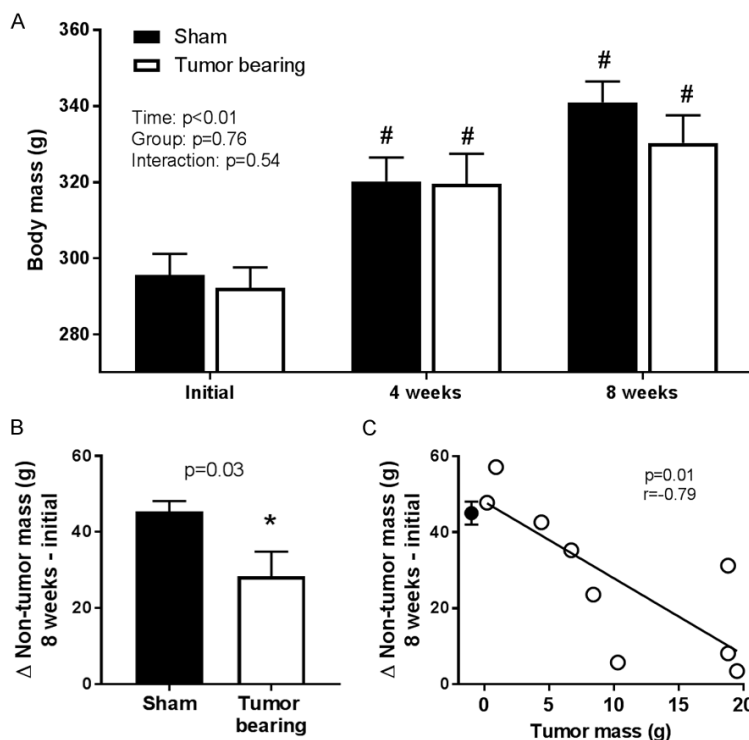 A
360
340
320
300
280
Body mass (g)
Sham
Tumor bearing
Time: p<0.01
Group: p=0.76
Interaction: p=0.54
# # # #
Initial 4 weeks 8 weeks
B
60
40
20
0
Δ Non-tumor mass (g)
8 weeks - initial
p=0.03
*
Sham Tumor
bearing
C
60
40
20
0
Δ Non-tumor mass (g)
8 weeks - initial
p=0.01
r=-0.79
0 5 10 15 20
Tumor mass (g)